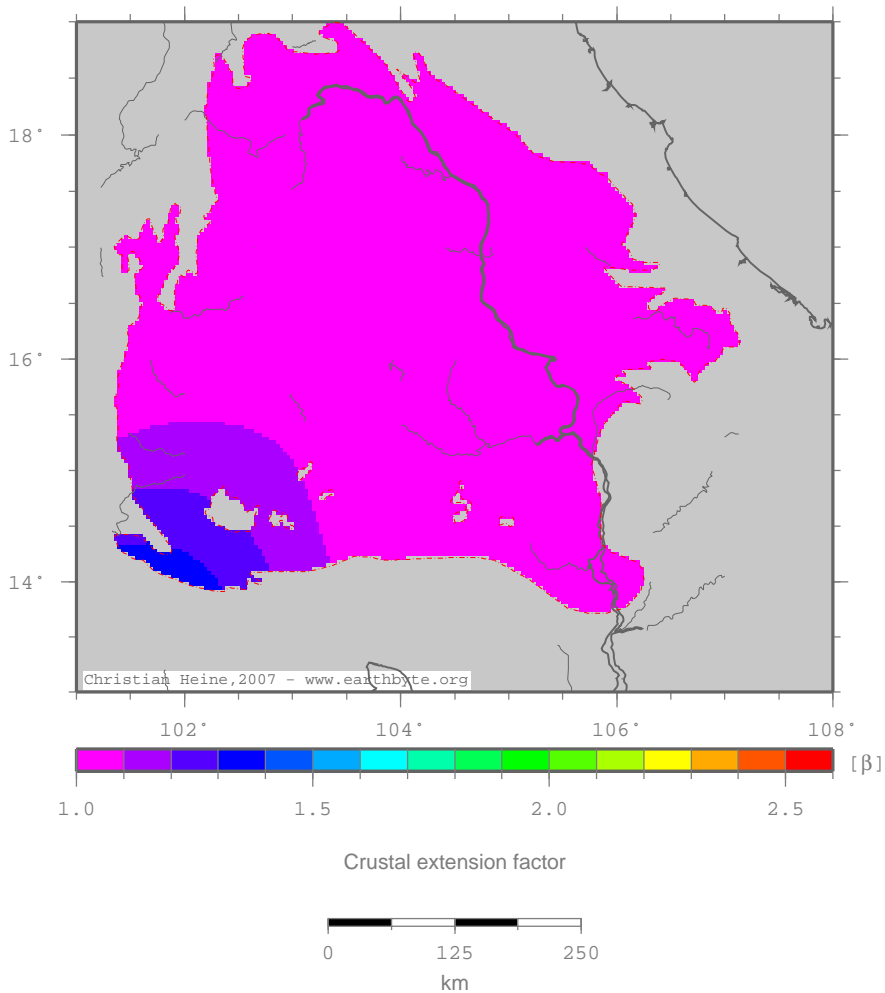 18°
16°
14°
Christian Heine,2007 - www.earthbyte.org
102° 104° 106° 108°
[β]
1.0 1.5 2.0 2.5
Crustal extension factor
0 125 250
km